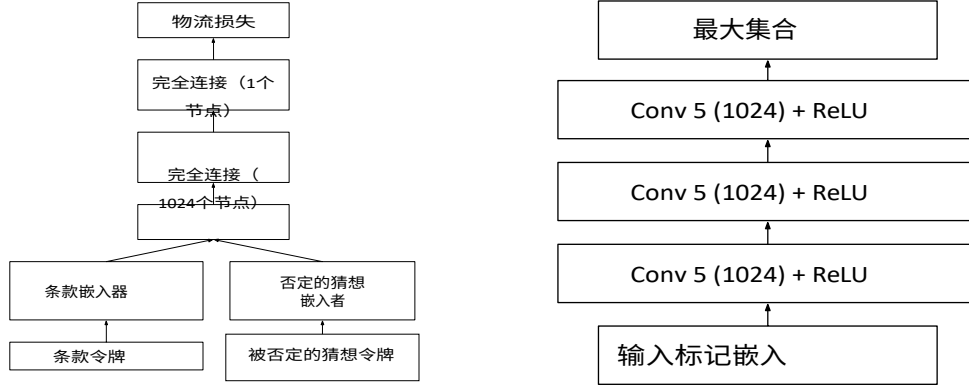 物流损失
完全连接（1个
节点）
完全连接（
1024个节点）
条款嵌入器
否定的猜想
嵌入者
条款令牌
被否定的猜想令牌
最大集合
Conv 5 (1024) + ReLU
Conv 5 (1024) + ReLU
Conv 5 (1024) + ReLU
输入标记嵌入